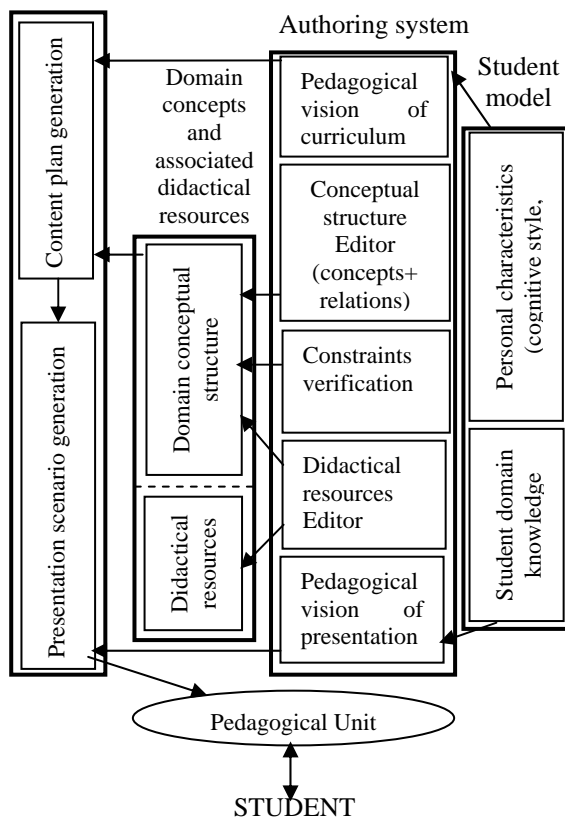 Authoring system
Content plan generation
Presentation scenario generation
Domain
concepts
and
associated
didactical
resources
Domain conceptual
structure
Didactical
resources
Pedagogical
vision of
curriculum
Conceptual
structure
Editor
(concepts+
relations)
Constraints
verification
Didactical
resources
Editor
Pedagogical
vision of
presentation
Student
model
Personal characteristics
(cognitive style,
Student domain
knowledge
Pedagogical Unit
STUDENT